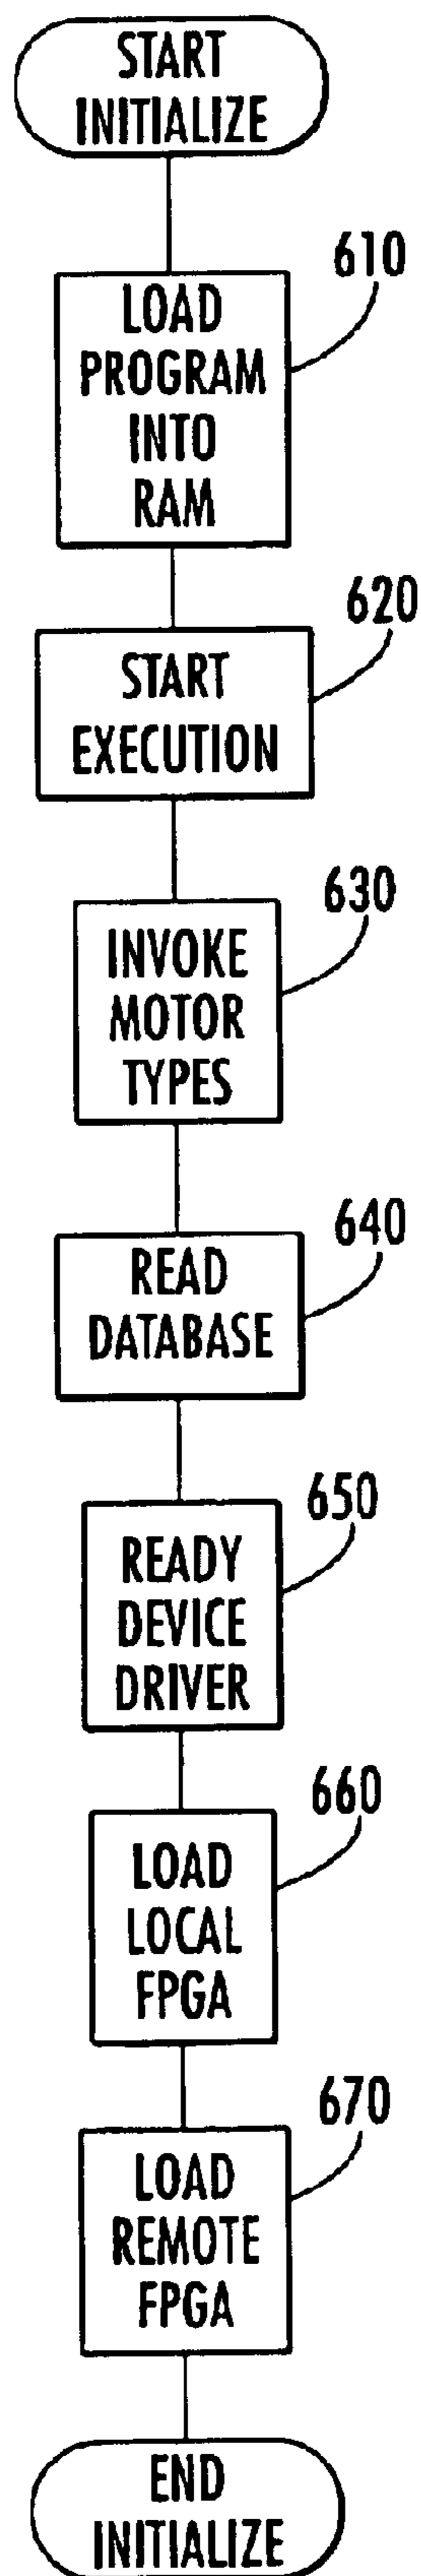 START
INITIALIZE
610
LOAD
PROGRAM
INTO
RAM
620
START
EXECUTION
630
INVOKE
MOTOR
TYPES
640
READ
DATABASE
650
READY
DEVICE
DRIVER
660
LOAD
LOCAL
FPGA
670
LOAD
REMOTE
FPGA
END
INITIALIZE